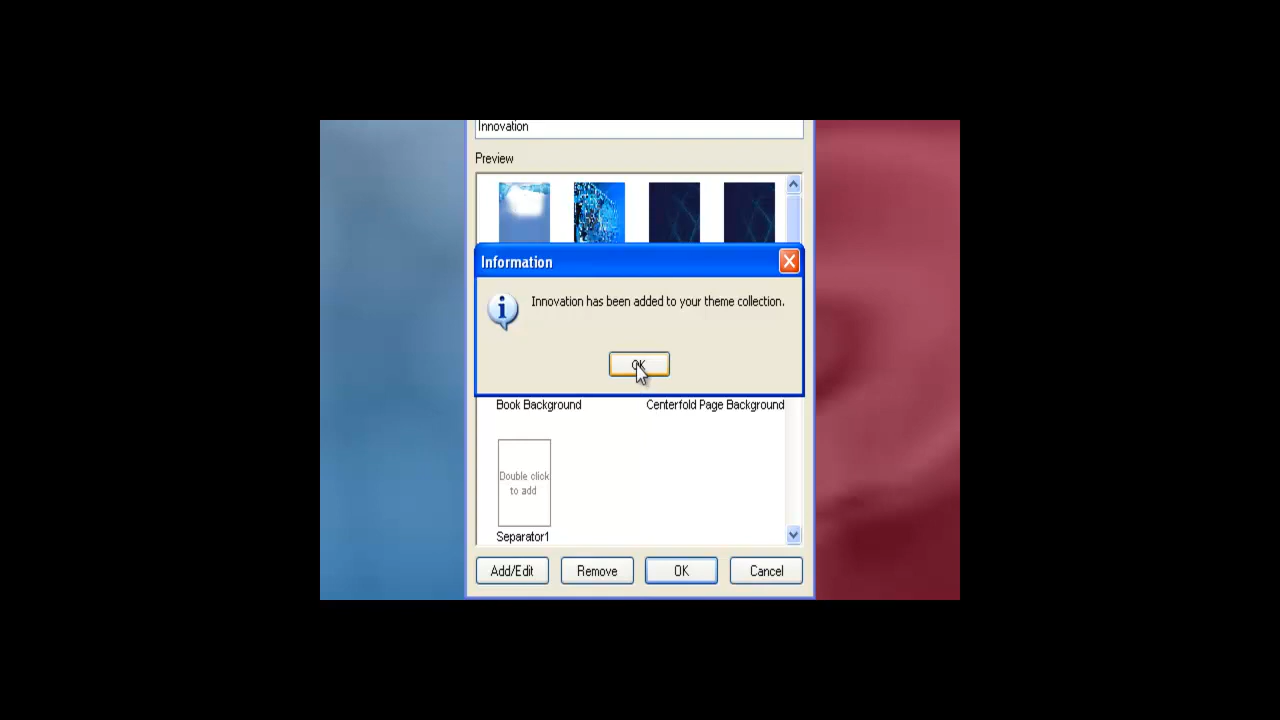 Innovation
Preview
Information
Innovation has been added to your theme collection.
OK
Book Background
Centerfold Page Background
Double click
to add
Separator1
Add/Edit
Remove
OK
Cancel